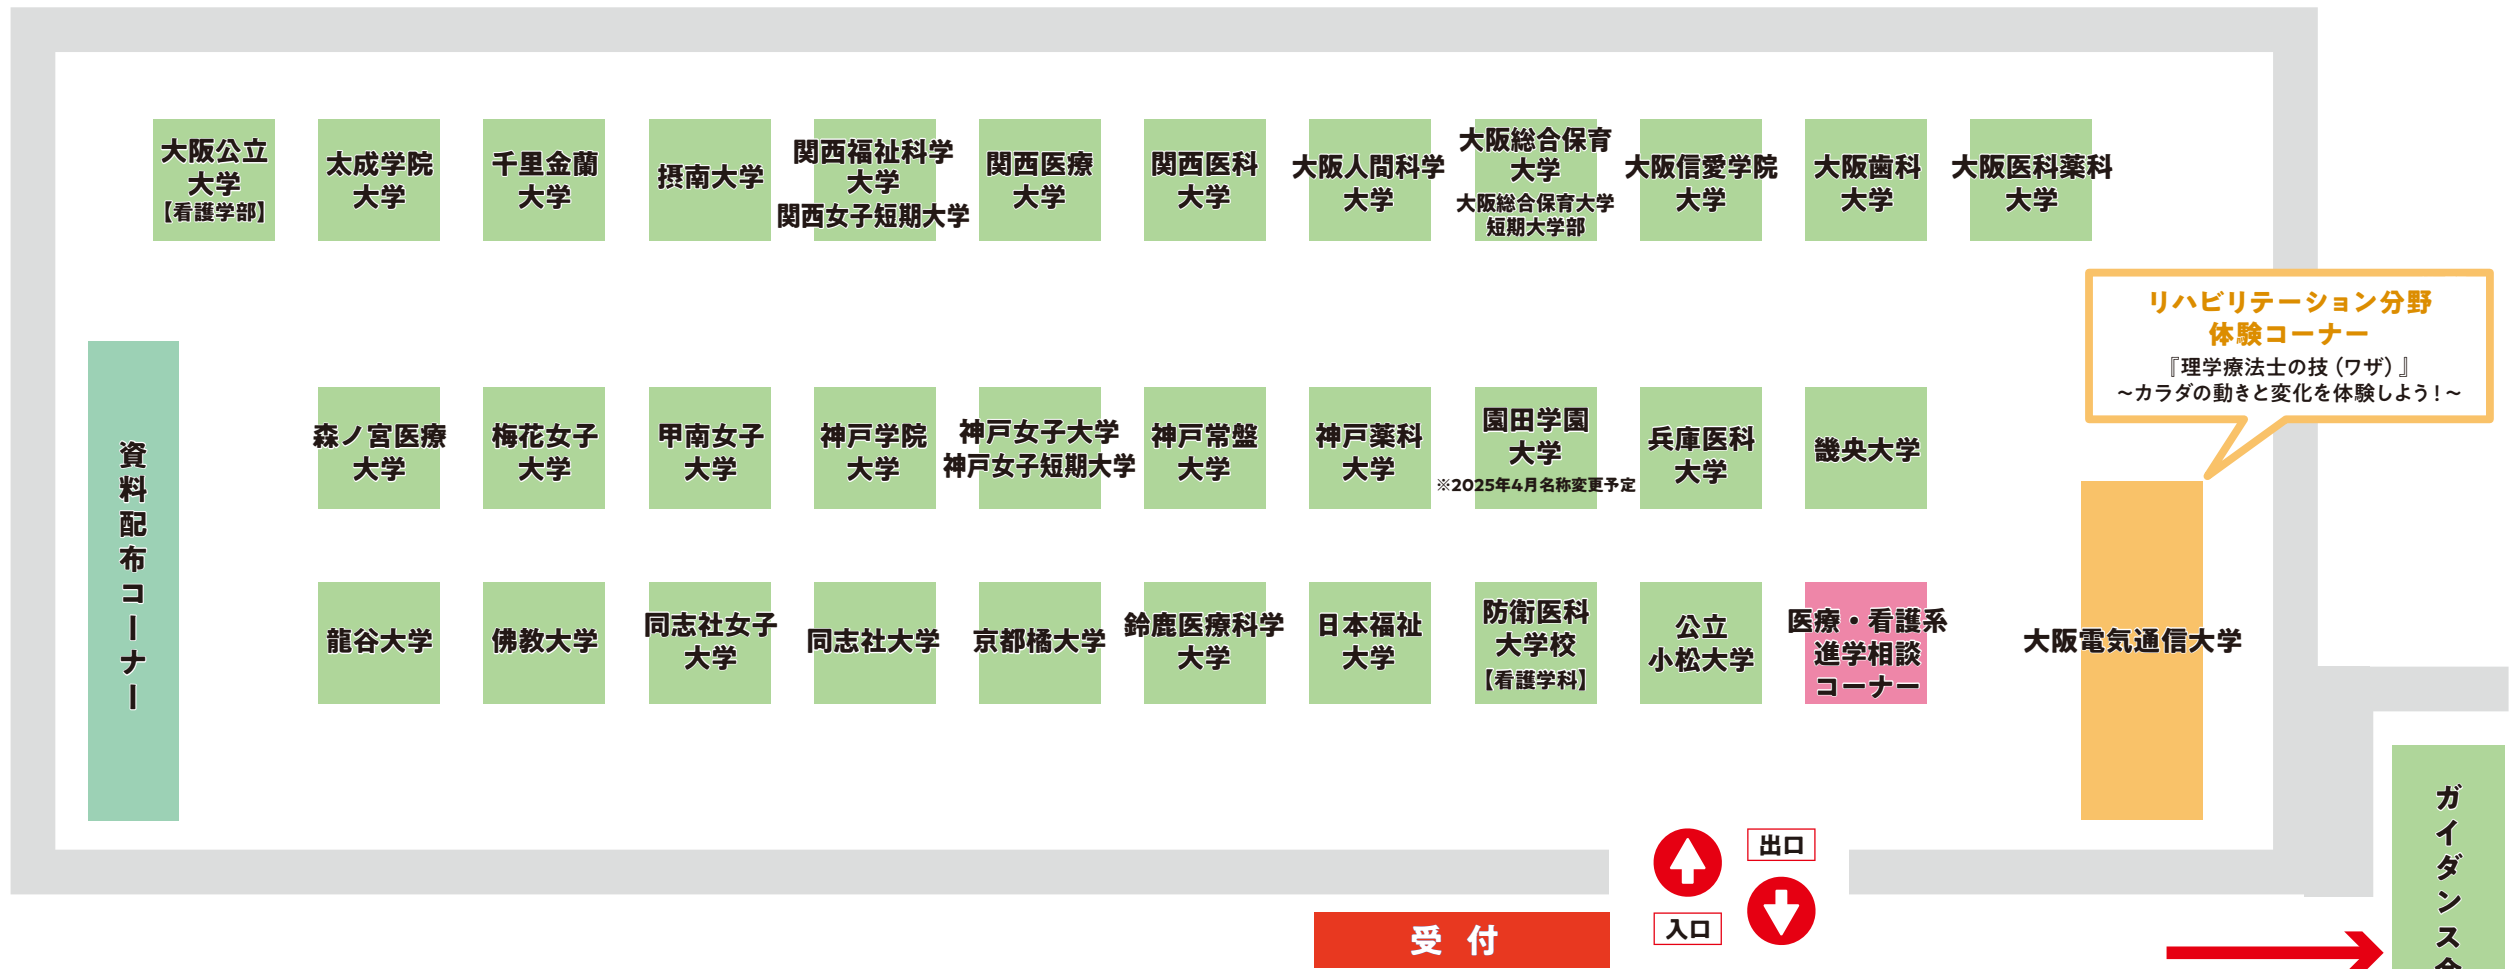 大阪公立
大学
【看護学部】
太成学院
大学
千里金蘭
大学
摂南大学
関西福祉科学
大学
関西女子短期大学
関西医療
大学
関西医科
大学
大阪人間科学
大学
大阪総合保育
大学
大阪総合保育大学
短期大学部
大阪信愛学院
大学
大阪歯科
大学
大阪医科薬科
大学
リハビリテーション分野
体験コーナー
『理学療法士の技（ワザ）』
～カラダの動きと変化を体験しよう！～
資料配布コーナー
森ノ宮医療
大学
梅花女子
大学
甲南女子
大学
神戸学院
大学
神戸女子大学
神戸女子短期大学
神戸常盤
大学
神戸薬科
大学
園田学園
大学
※2025年4月名称変更予定
兵庫医科
大学
畿央大学
龍谷大学
佛教大学
同志社女子
大学
同志社大学
京都橘大学
鈴鹿医療科学
大学
日本福祉
大学
防衛医科
大学校
【看護学科】
公立
小松大学
医療・看護系
進学相談
コーナー
大阪電気通信大学
出口
入口
受付
ガイダンス会